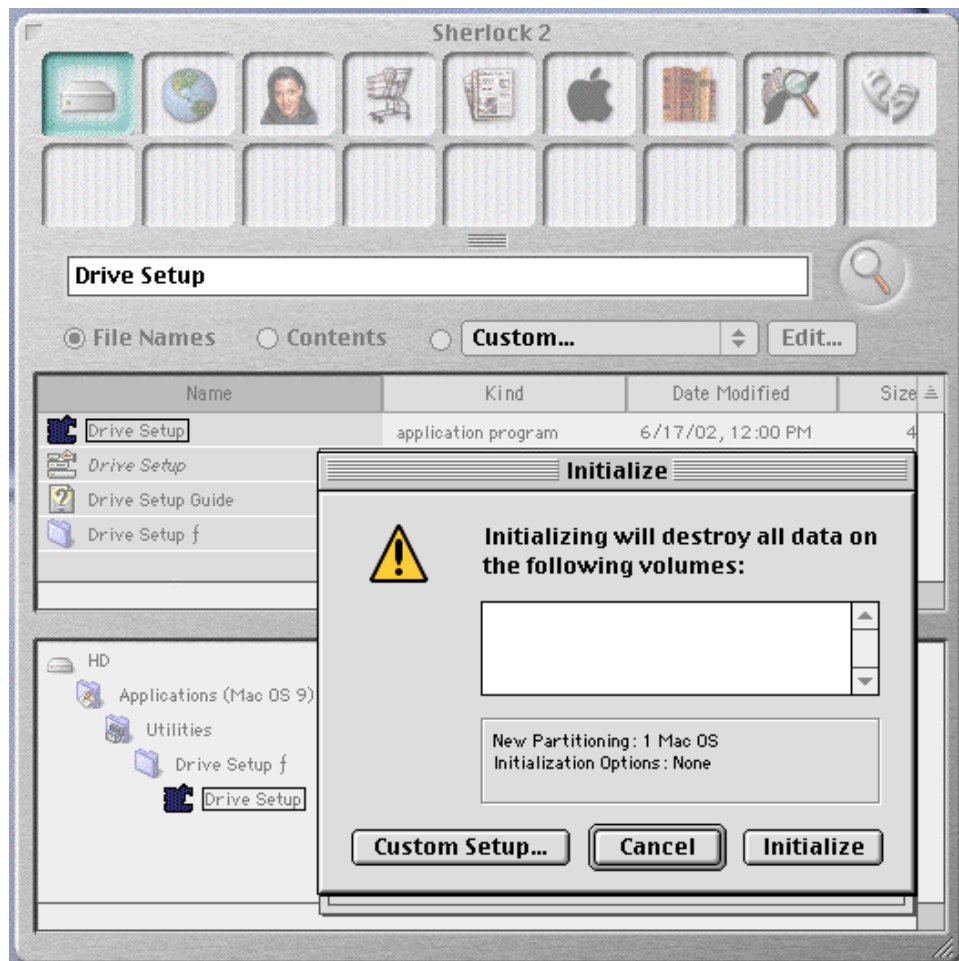 Sherlock 2
Drive Setup
File Names Contents Custom... Edit...
Name Kind Date Modified Size
Drive Setup application program 6/17/02, 12:00 PM 4
Drive Setup
Drive Setup Guide
Drive Setup ƒ
Initialize
Initializing will destroy all data on
the following volumes:
New Partitioning: 1 Mac OS
Initialization Options: None
Custom Setup... Cancel Initialize
HD
Applications (Mac OS 9)
Utilities
Drive Setup ƒ
Drive Setup